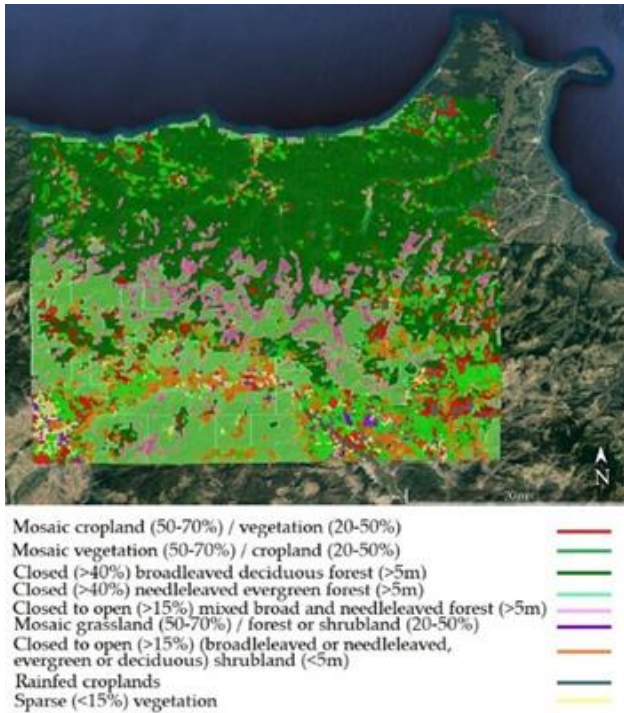 N
Mosaic cropland (50-70%) / vegetation (20-50%)
Mosaic vegetation (50-70%) / cropland (20-50%)
Closed (>40%) broadleaved deciduous forest (>5m)
Closed (>40%) needleleaved evergreen forest (>5m)
Closed to open (>15%) mixed broad and needleleaved forest (>5m)
Mosaic grassland (50-70%) / forest or shrubland (20-50%)
Closed to open (>15%) (broadleleaved or needleleaved,
evergreen or deciduous) shrubland (<5m)
Rainfed croplands
Sparse (<15%) vegetation